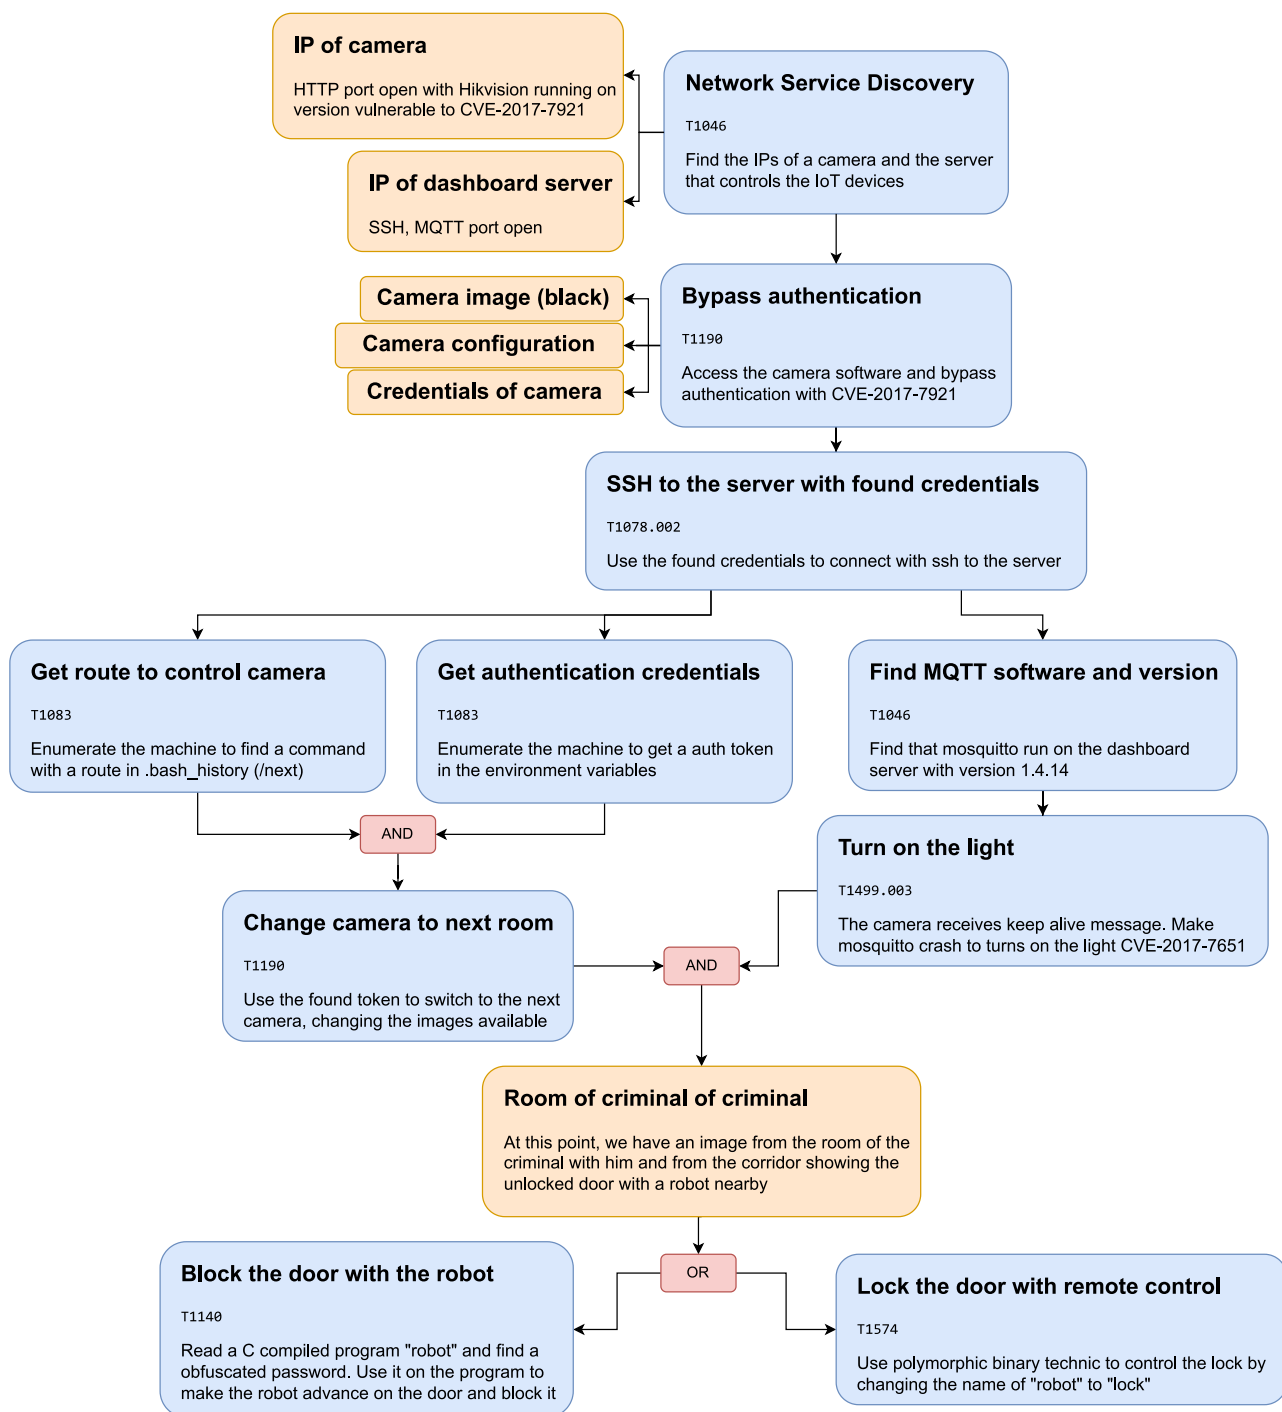 IP of camera
HTTP port open with Hikvision running on
version vulnerable to CVE-2017-7921
Network Service Discovery
T1046
Find the IPs of a camera and the server
that controls the IoT devices
IP of dashboard server
SSH, MQTT port open
Camera image (black)
Camera configuration
Credentials of camera
Bypass authentication
T1190
Access the camera software and bypass
authentication with CVE-2017-7921
SSH to the server with found credentials
T1078.002
Use the found credentials to connect with ssh to the server
Get route to control camera
T1083
Enumerate the machine to find a command
with a route in .bash_history (/next)
Get authentication credentials
T1083
Enumerate the machine to get a auth token
in the environment variables
Find MQTT software and version
T1046
Find that mosquitto run on the dashboard
server with version 1.4.14
AND
Turn on the light
T1499.003
The camera receives keep alive message. Make
mosquitto crash to turns on the light CVE-2017-7651
Change camera to next room
T1190
Use the found token to switch to the next
camera, changing the images available
AND
Room of criminal of criminal
At this point, we have an image from the room of the
criminal with him and from the corridor showing the
unlocked door with a robot nearby
OR
Block the door with the robot
T1140
Read a C compiled program "robot" and find a
obfuscated password. Use it on the program to
make the robot advance on the door and block it
Lock the door with remote control
T1574
Use polymorphic binary technic to control the lock by
changing the name of "robot" to "lock"